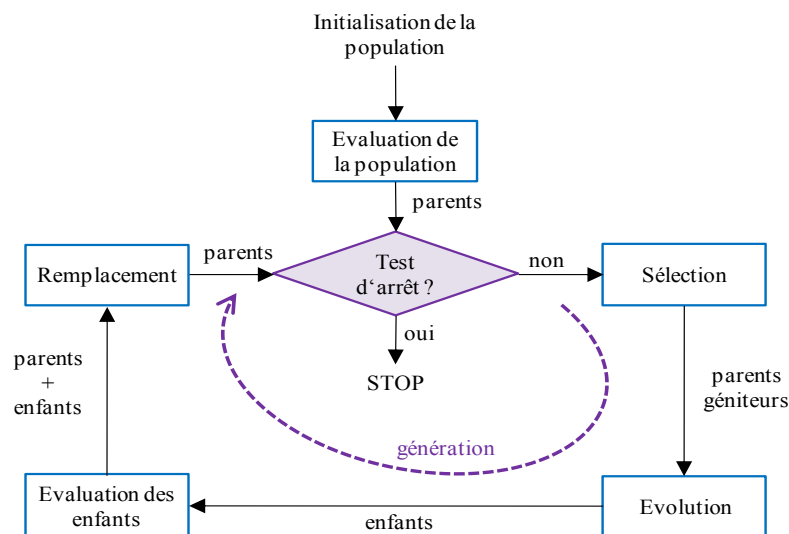 Initialisation de la
population
Evaluation de
la population
parents
Remplacement
parents
Test
d‘arrêt ?
non
Sélection
oui
STOP
parents
+
enfants
parents
géniteurs
génération
Evaluation des
enfants
enfants
Evolution